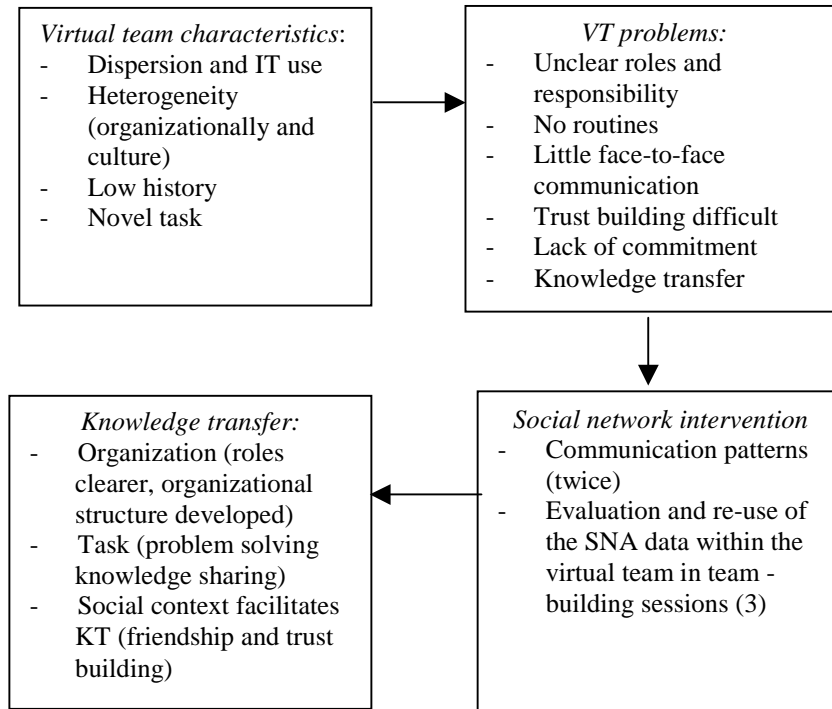 Virtual team characteristics:
- Dispersion and IT use
- Heterogeneity
(organizationally and
culture)
- Low history
- Novel task
VT problems:
- Unclear roles and
responsibility
- No routines
- Little face-to-face
communication
- Trust building difficult
- Lack of commitment
- Knowledge transfer
Social network intervention
- Communication patterns
(twice)
- Evaluation and re-use of
the SNA data within the
virtual team in team -
building sessions (3)
Knowledge transfer:
- Organization (roles
clearer, organizational
structure developed)
- Task (problem solving
knowledge sharing)
- Social context facilitates
KT (friendship and trust
building)